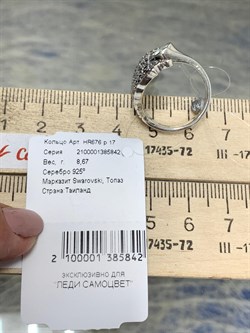 Кольцо Арт. HR676 р 17
Серия 2100001385842
Вес, г. 8,67
Серебро 925°
Марказит Swarovski, Топаз
Страна Таиланд
2 100001 385842
эксклюзивно для
"ЛЕДИ САМОЦВЕТ"
17435-72
17435-72